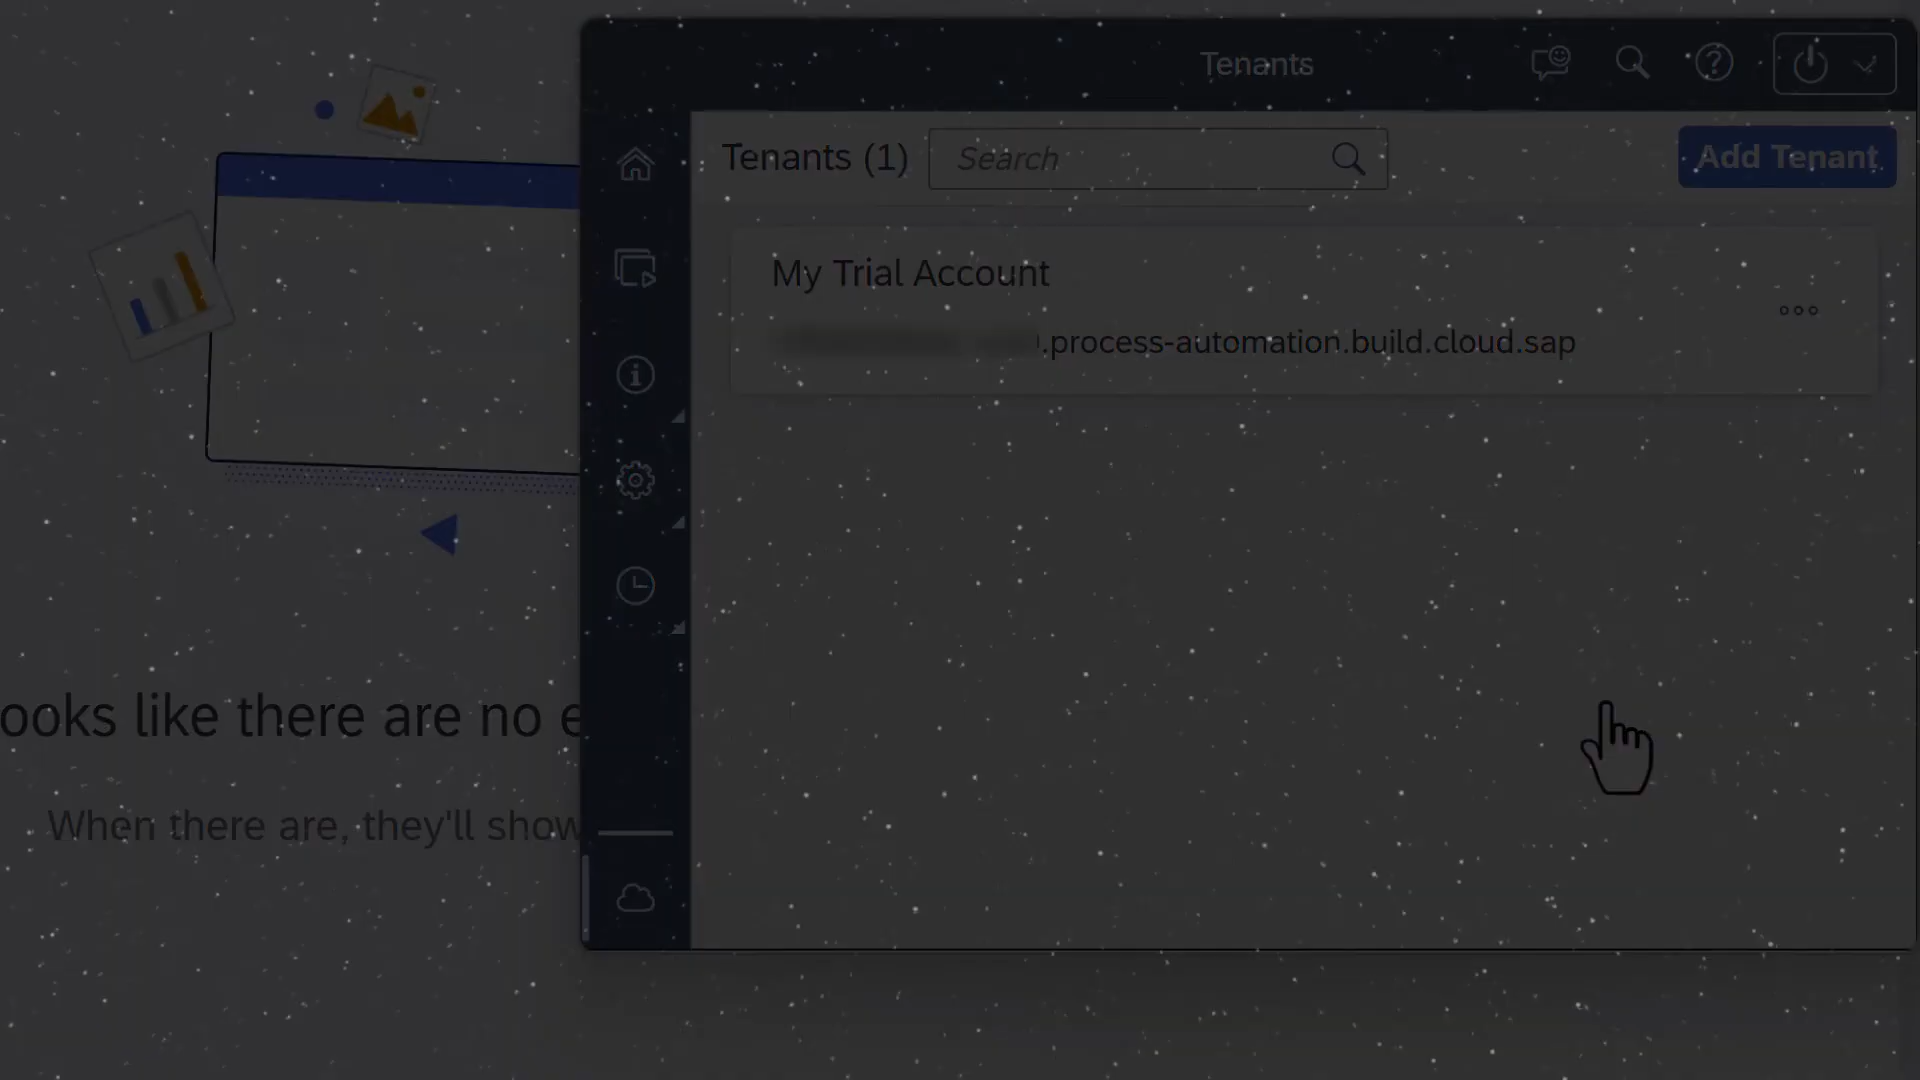 Tenants
Tenants (1)
Search
Add Tenant
My Trial Account
.process-automation.build.cloud.sap
ooks like there are no e
When there are, they'll show